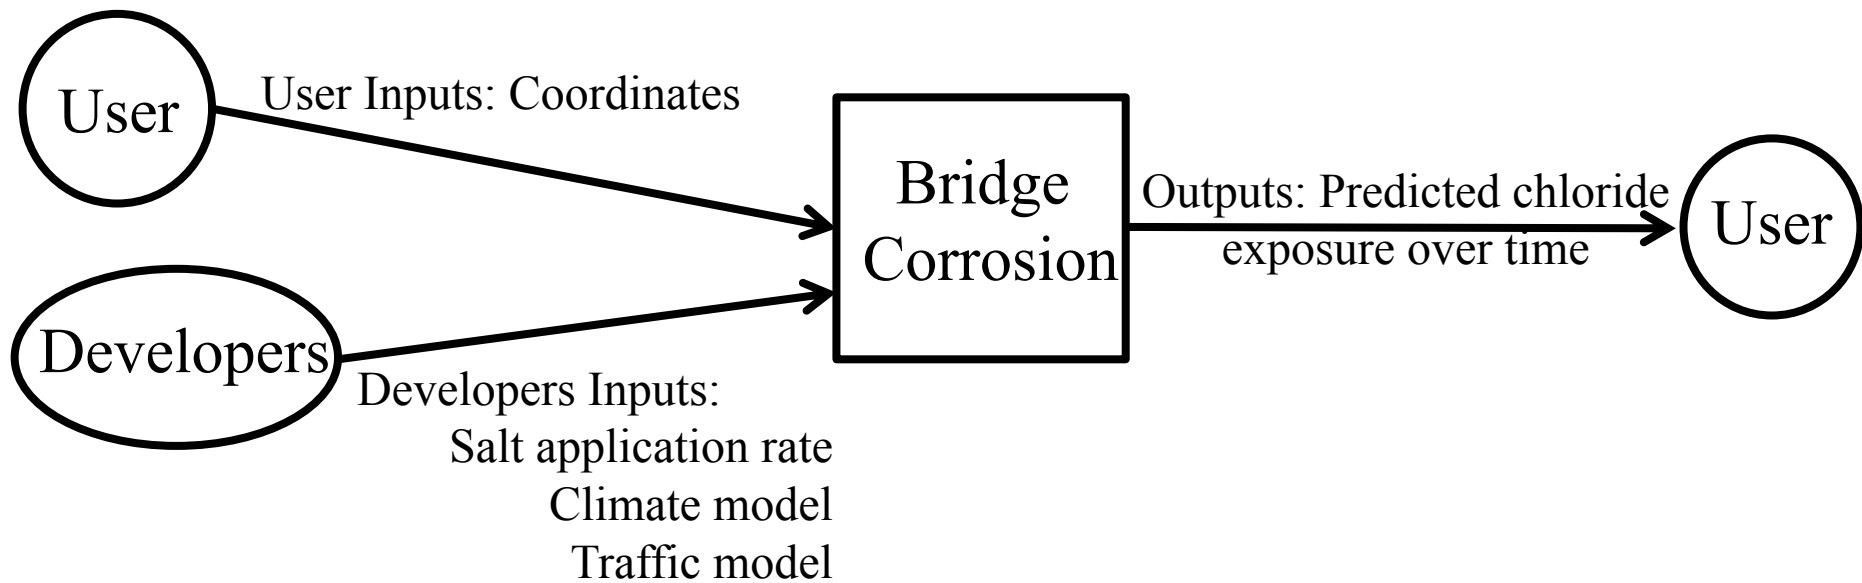 User
User Inputs: Coordinates
Bridge
Corrosion
Outputs: Predicted chloride
exposure over time
User
Developers
Developers Inputs:
Salt application rate
Climate model
Traffic model